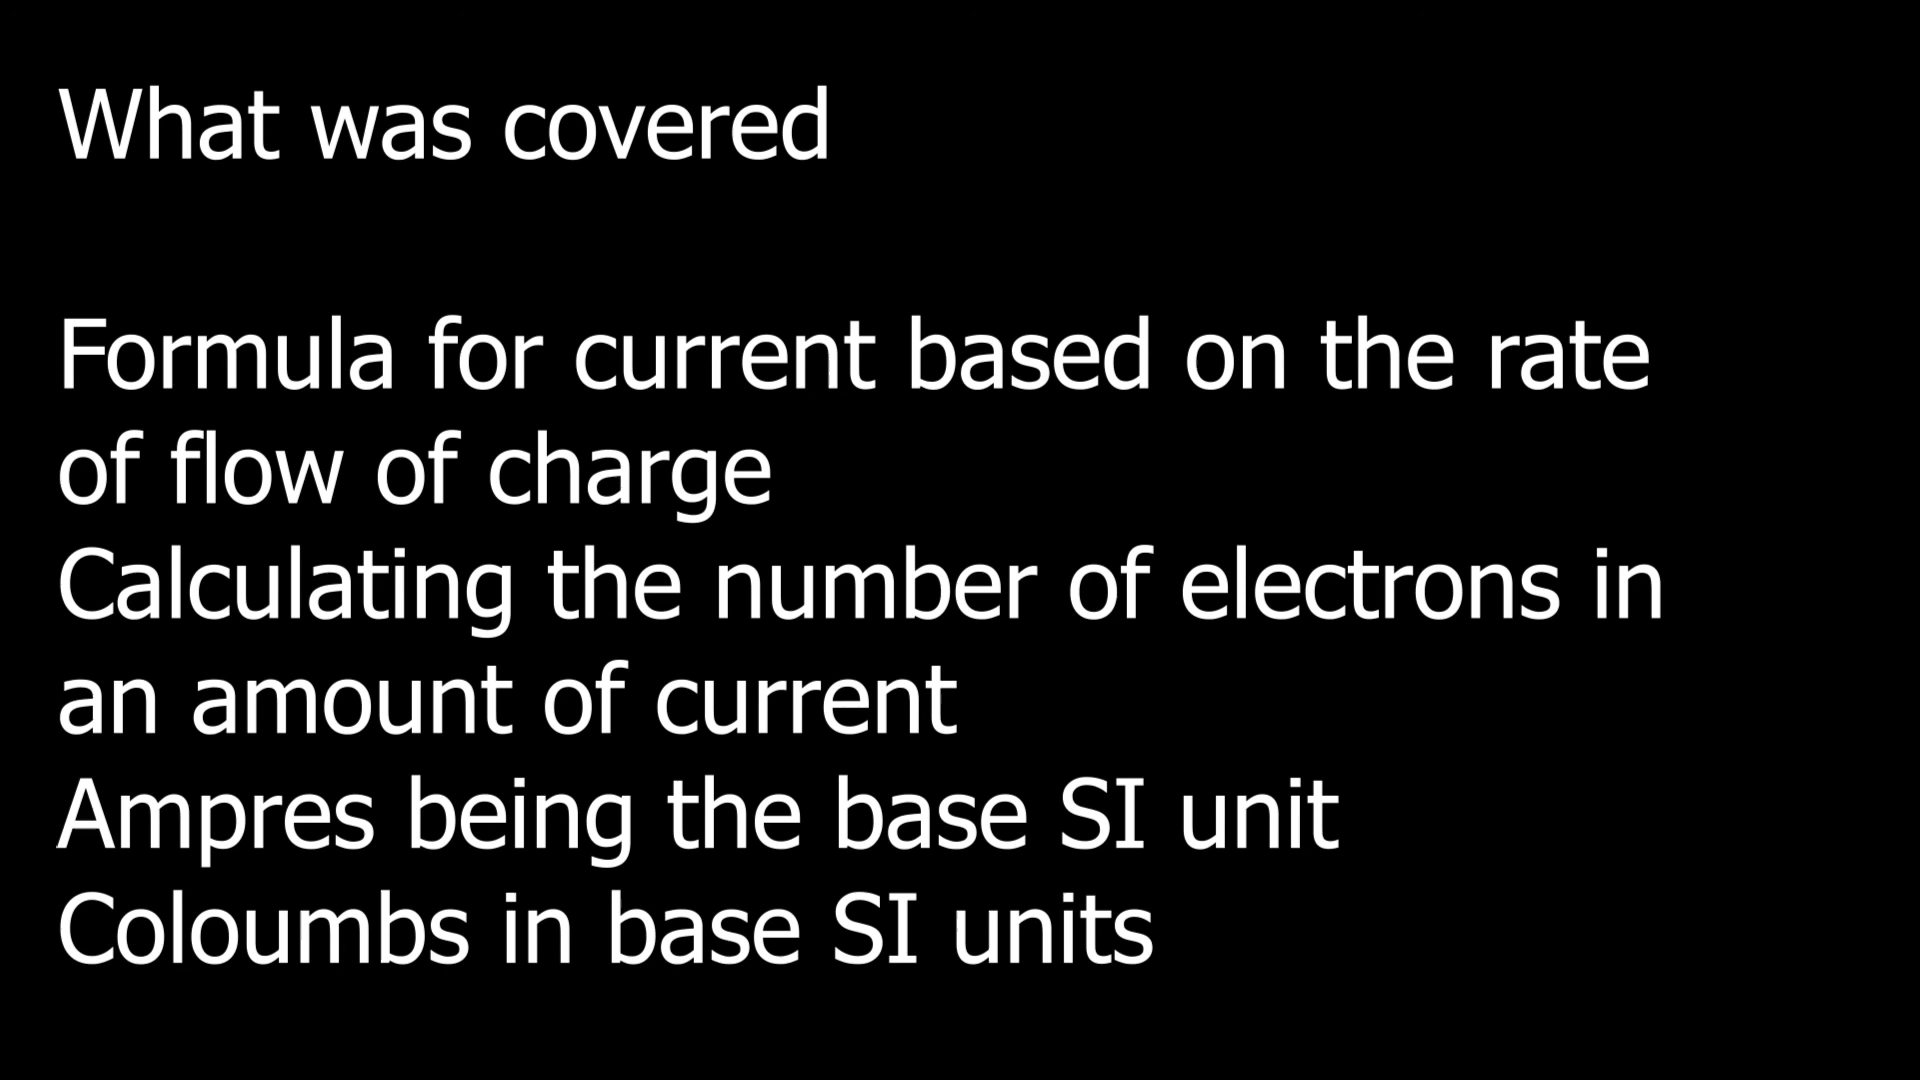 What was covered
Formula for current based on the rate
of flow of charge
Calculating the number of electrons in
an amount of current
Ampres being the base SI unit
Coloumbs in base SI units